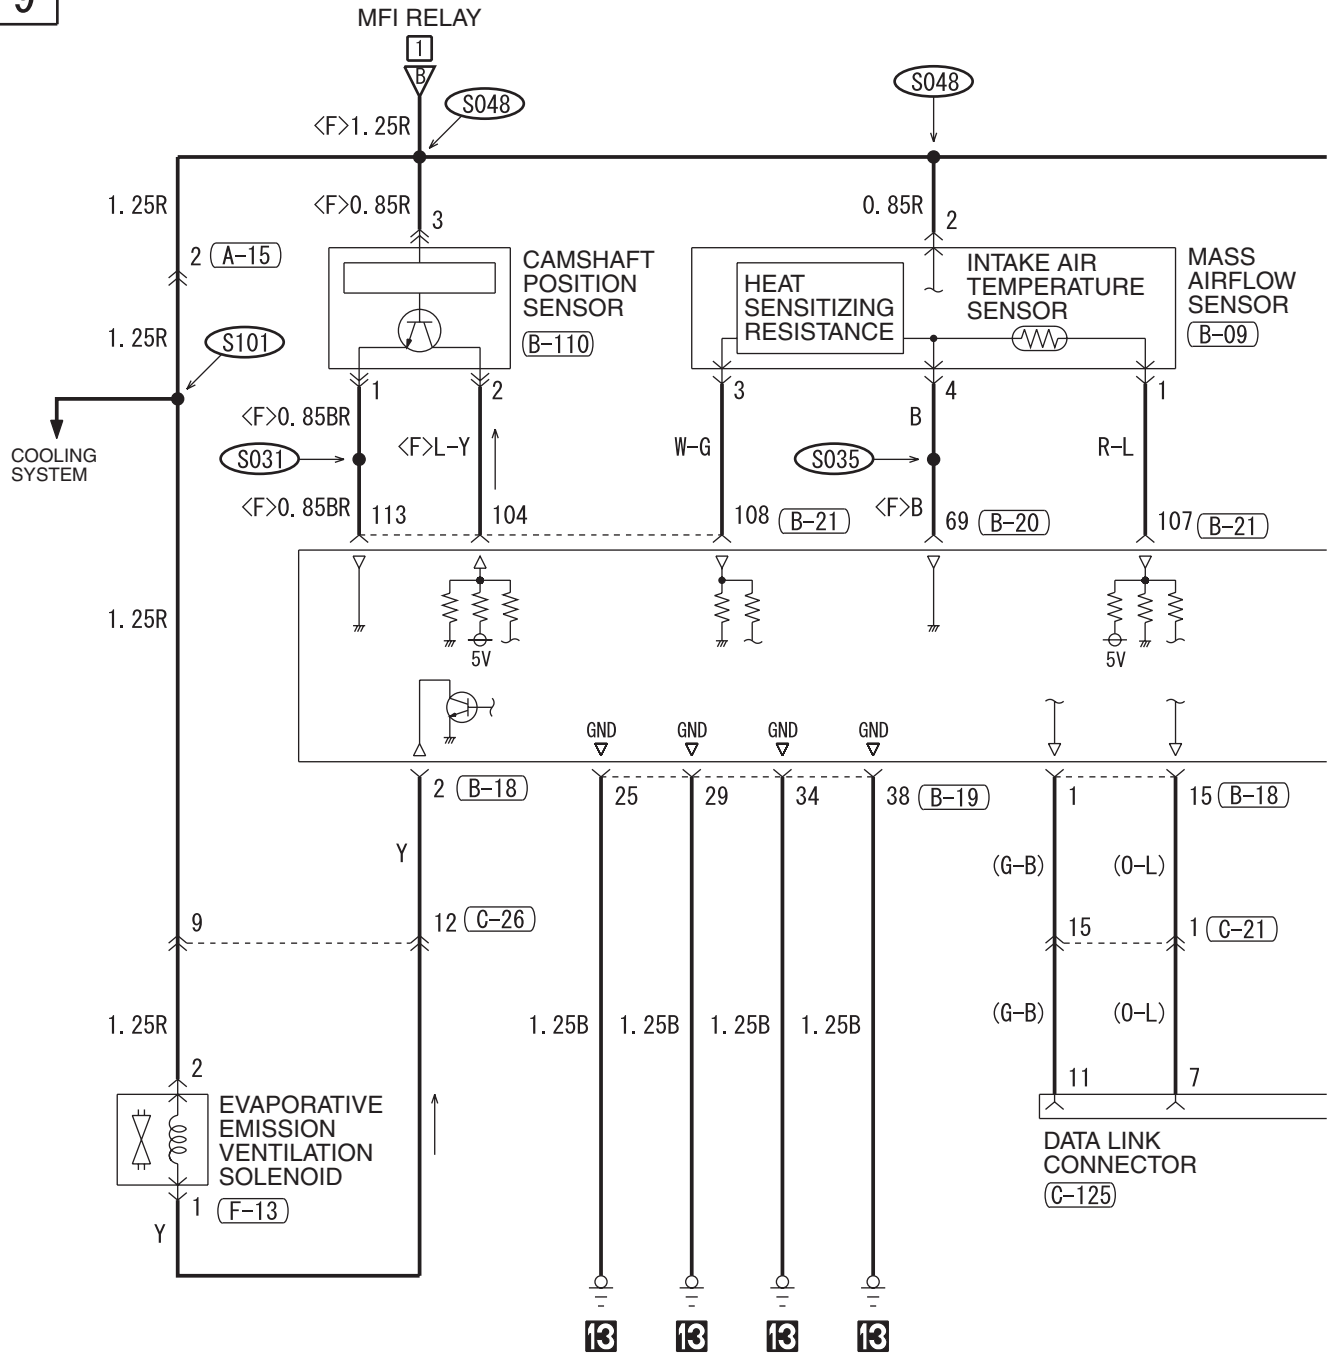 9
MFI RELAY
1
B
S048
S048
<F>1.25R
1.25R
<F>0.85R
3
0.85R
2
2
A-15
CAMSHAFT
POSITION
SENSOR
B-110
HEAT
SENSITIZING
RESISTANCE
INTAKE AIR
TEMPERATURE
SENSOR
MASS
AIRFLOW
SENSOR
B-09
1.25R
S101
1
2
3
4
1
COOLING
SYSTEM
<F>0.85BR
S031
<F>L-Y
W-G
B
S035
R-L
<F>0.85BR
113
104
108
B-21
<F>B
69
B-20
107
B-21
1.25R
5V
5V
GND
GND
GND
GND
2
B-18
25
29
34
38
B-19
1
15
B-18
Y
(G-B)
(O-L)
9
12
C-26
15
1
C-21
1.25R
1.25B
1.25B
1.25B
1.25B
(G-B)
(O-L)
2
11
7
EVAPORATIVE
EMISSION
VENTILATION
SOLENOID
DATA LINK
CONNECTOR
C-125
1
F-13
Y
13
13
13
13